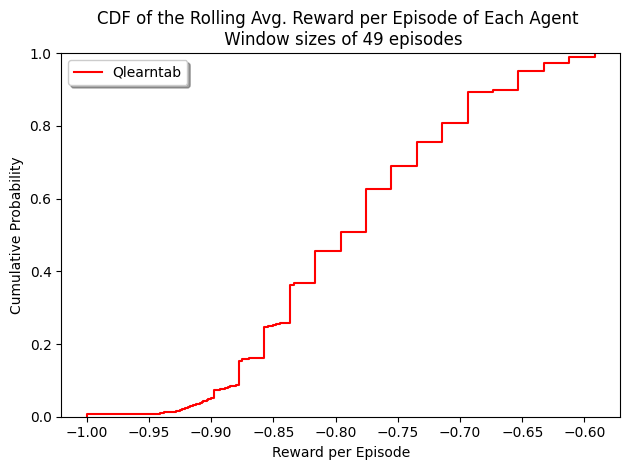 CDF of the Rolling Avg. Reward per Episode of Each Agent
Window sizes of 49 episodes
Qlearntab
Cumulative Probability
1.0
0.8
0.6
0.4
0.2
0.0
−1.00 −0.95 −0.90 −0.85 −0.80 −0.75 −0.70 −0.65 −0.60
Reward per Episode